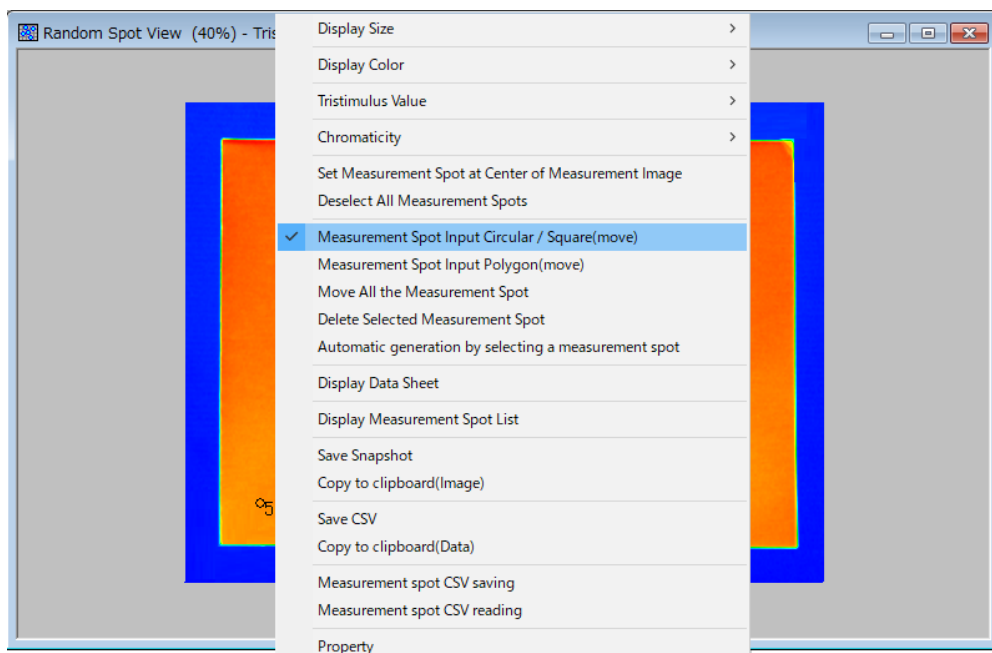 Random Spot View (40%) - Tris
Display Size
Display Color
Tristimulus Value
Chromaticity
Set Measurement Spot at Center of Measurement Image
Deselect All Measurement Spots
Measurement Spot Input Circular / Square(move)
Measurement Spot Input Polygon(move)
Move All the Measurement Spot
Delete Selected Measurement Spot
Automatic generation by selecting a measurement spot
Display Data Sheet
Display Measurement Spot List
Save Snapshot
Copy to clipboard(Image)
5
Save CSV
Copy to clipboard(Data)
Measurement spot CSV saving
Measurement spot CSV reading
Property